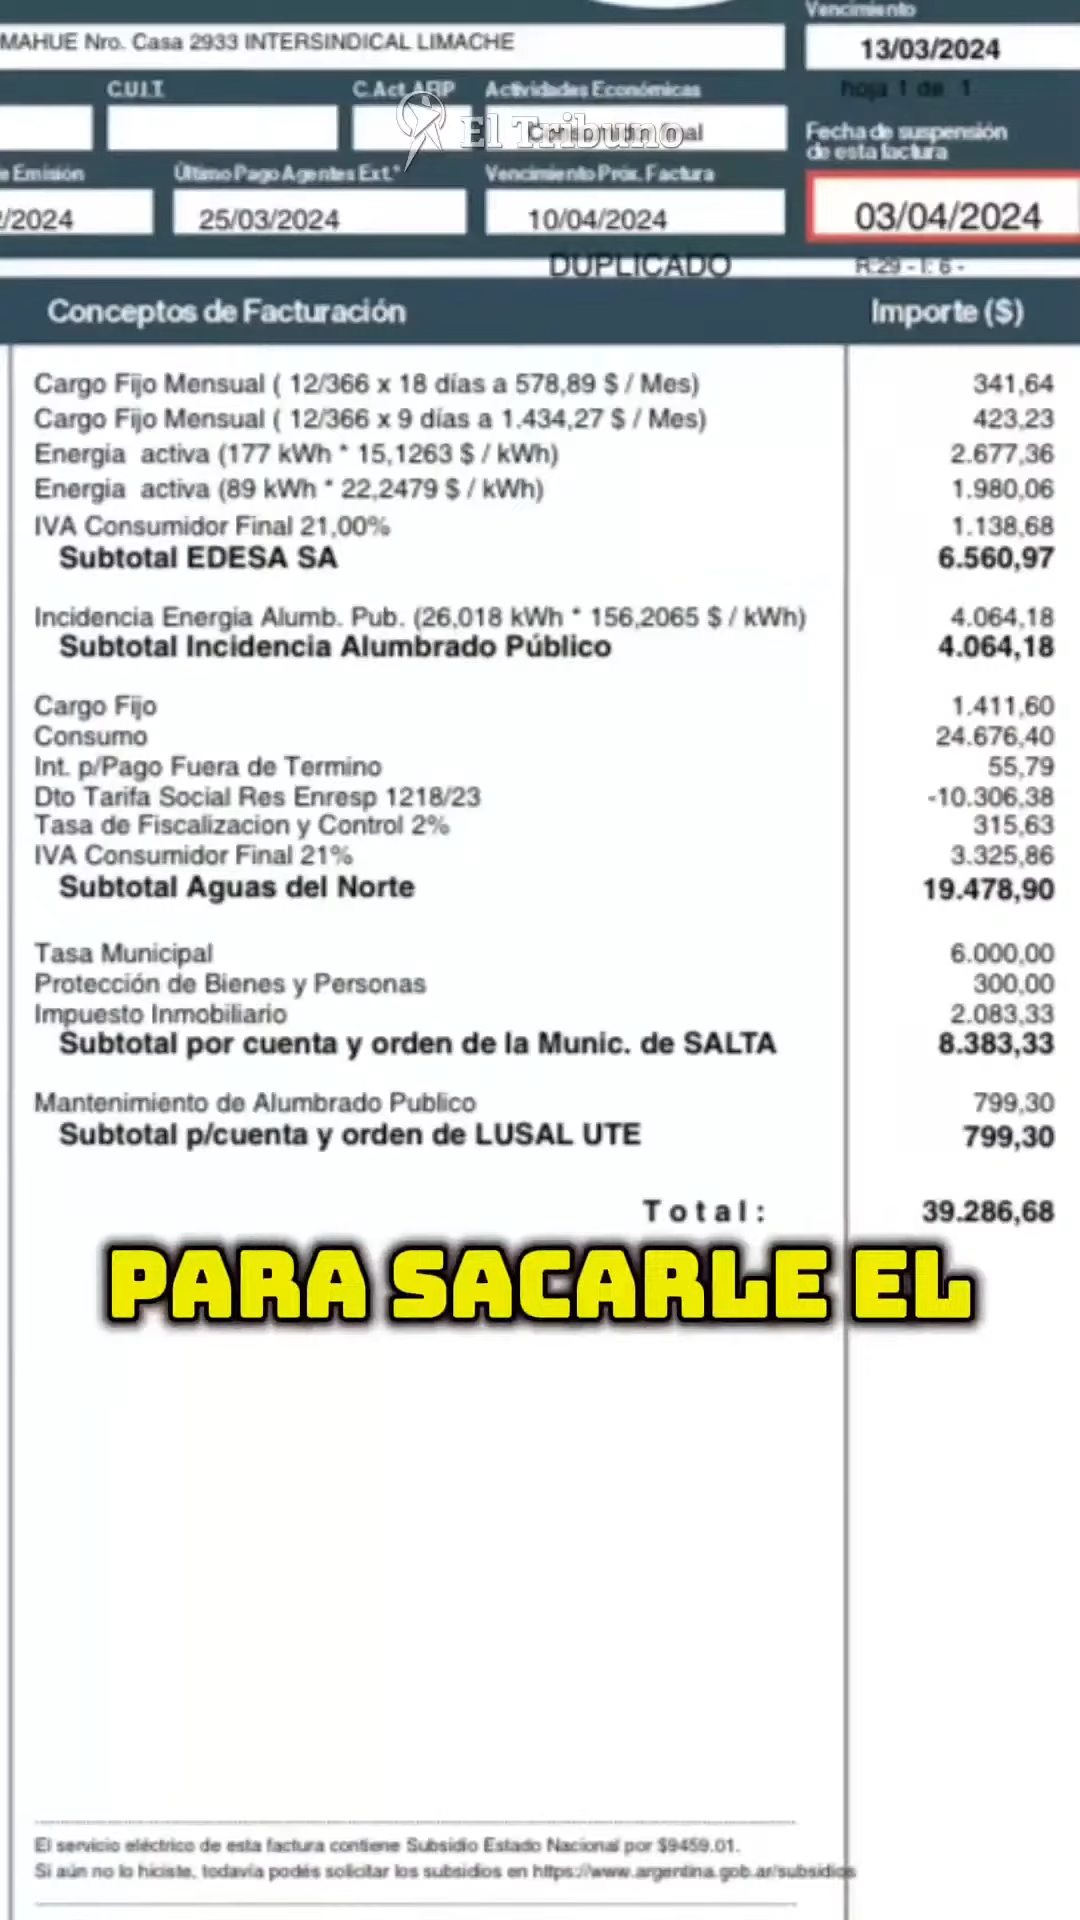 Vencimiento
MAHUE Nro. Casa 2933 INTERSINDICAL LIMACHE
13/03/2024
C.U.I.T.
C.Act.AFIP
Actividades Económicas
hoja 1 de 1
El Tribuno
Consumidor final
Fecha de suspensión
de esta factura
e Emisión
Último Pago Agentes Ext.*
Vencimiento Próx. Factura
/2024
25/03/2024
10/04/2024
03/04/2024
DUPLICADO
R:29 - I: 6 -
Conceptos de Facturación
Importe ($)
Cargo Fijo Mensual ( 12/366 x 18 días a 578,89 $ / Mes) 341,64
Cargo Fijo Mensual ( 12/366 x 9 días a 1.434,27 $ / Mes) 423,23
Energia activa (177 kWh * 15,1263 $ / kWh) 2.677,36
Energia activa (89 kWh * 22,2479 $ / kWh) 1.980,06
IVA Consumidor Final 21,00% 1.138,68
Subtotal EDESA SA 6.560,97
Incidencia Energia Alumb. Pub. (26,018 kWh * 156,2065 $ / kWh) 4.064,18
Subtotal Incidencia Alumbrado Público 4.064,18
Cargo Fijo 1.411,60
Consumo 24.676,40
Int. p/Pago Fuera de Termino 55,79
Dto Tarifa Social Res Enresp 1218/23 -10.306,38
Tasa de Fiscalizacion y Control 2% 315,63
IVA Consumidor Final 21% 3.325,86
Subtotal Aguas del Norte 19.478,90
Tasa Municipal 6.000,00
Protección de Bienes y Personas 300,00
Impuesto Inmobiliario 2.083,33
Subtotal por cuenta y orden de la Munic. de SALTA 8.383,33
Mantenimiento de Alumbrado Publico 799,30
Subtotal p/cuenta y orden de LUSAL UTE 799,30
Total: 39.286,68
PARA SACARLE EL
El servicio eléctrico de esta factura contiene Subsidio Estado Nacional por $9459.01.
Si aún no lo hiciste, todavía podés solicitar los subsidios en https://www.argentina.gob.ar/subsidios